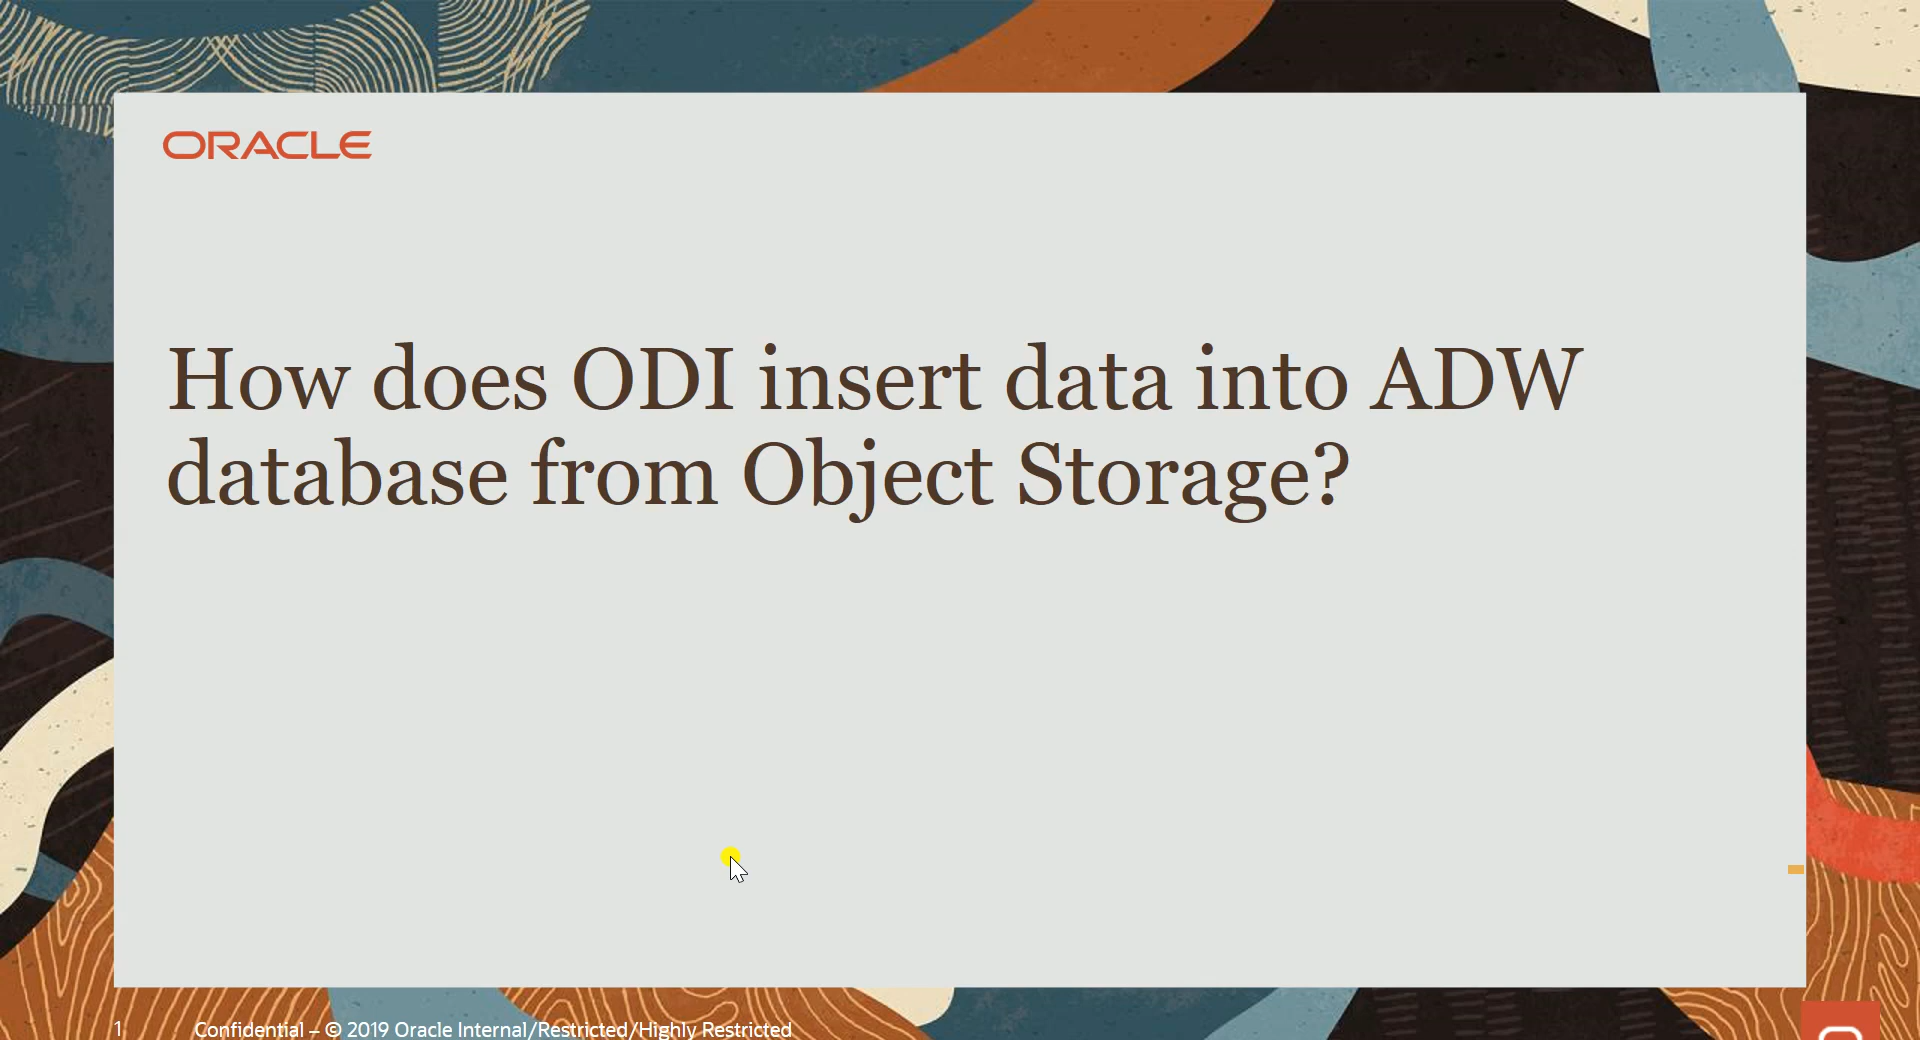 ORACLE
How does ODI insert data into ADW
database from Object Storage?
1 Confidential – © 2019 Oracle Internal/Restricted/Highly Restricted